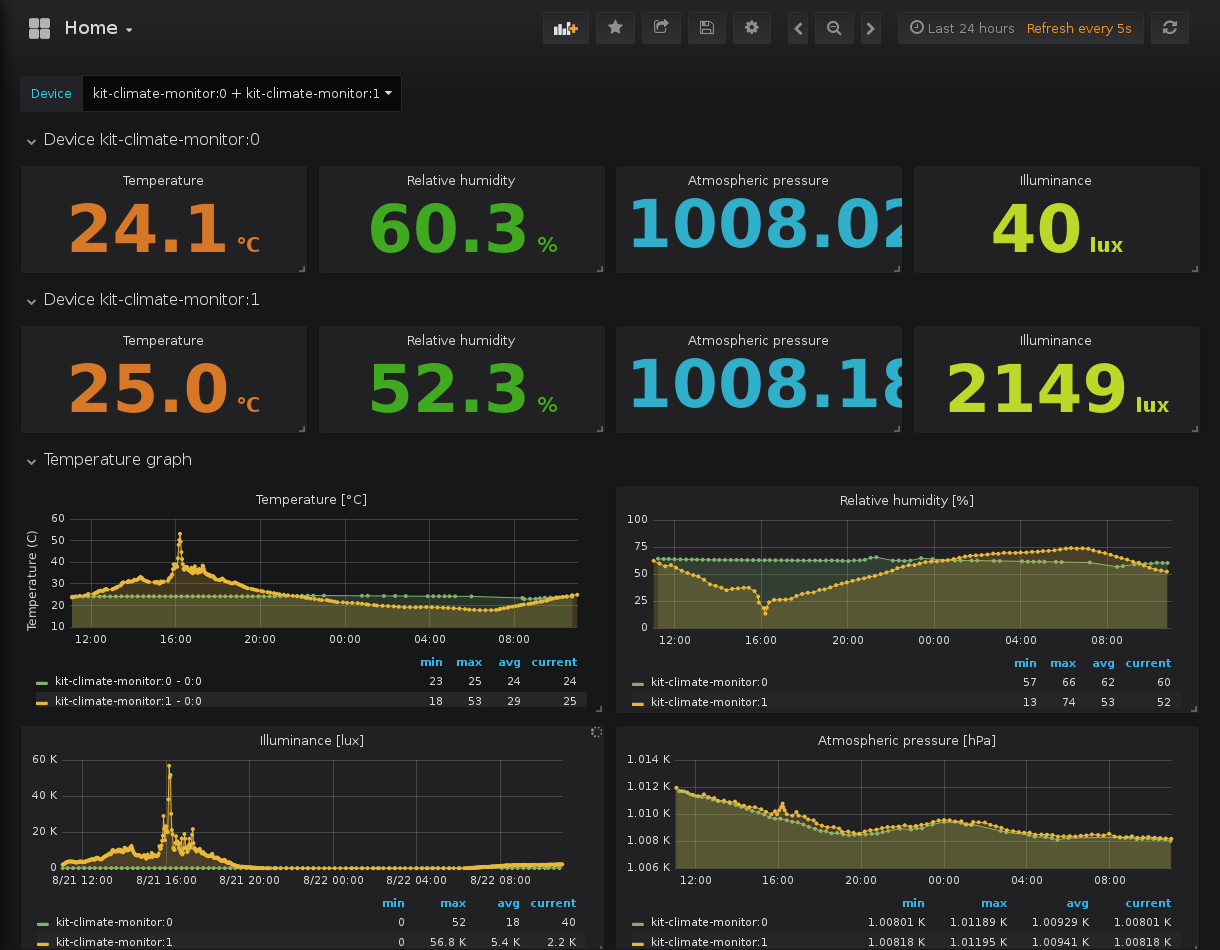 Home
Last 24 hours Refresh every 5s
Device kit-climate-monitor:0 + kit-climate-monitor:1
Device kit-climate-monitor:0
Temperature Relative humidity Atmospheric pressure Illuminance
24.1 °C 60.3 % 1008.02 40 lux
Device kit-climate-monitor:1
Temperature Relative humidity Atmospheric pressure Illuminance
25.0 °C 52.3 % 1008.18 2149 lux
Temperature graph
Temperature [°C]
Temperature (C)
60
50
40
30
20
10
12:00 16:00 20:00 00:00 04:00 08:00
min max avg current
kit-climate-monitor:0 - 0:0 23 25 24 24
kit-climate-monitor:1 - 0:0 18 53 29 25
Relative humidity [%]
100
75
50
25
0
12:00 16:00 20:00 00:00 04:00 08:00
min max avg current
kit-climate-monitor:0 57 66 62 60
kit-climate-monitor:1 13 74 53 52
Illuminance [lux]
60 K
40 K
20 K
0
8/21 12:00 8/21 16:00 8/21 20:00 8/22 00:00 8/22 04:00 8/22 08:00
min max avg current
kit-climate-monitor:0 0 52 18 40
kit-climate-monitor:1 0 56.8 K 5.4 K 2.2 K
Atmospheric pressure [hPa]
1.014 K
1.012 K
1.010 K
1.008 K
1.006 K
12:00 16:00 20:00 00:00 04:00 08:00
min max avg current
kit-climate-monitor:0 1.00801 K 1.01189 K 1.00929 K 1.00801 K
kit-climate-monitor:1 1.00818 K 1.01195 K 1.00941 K 1.00818 K